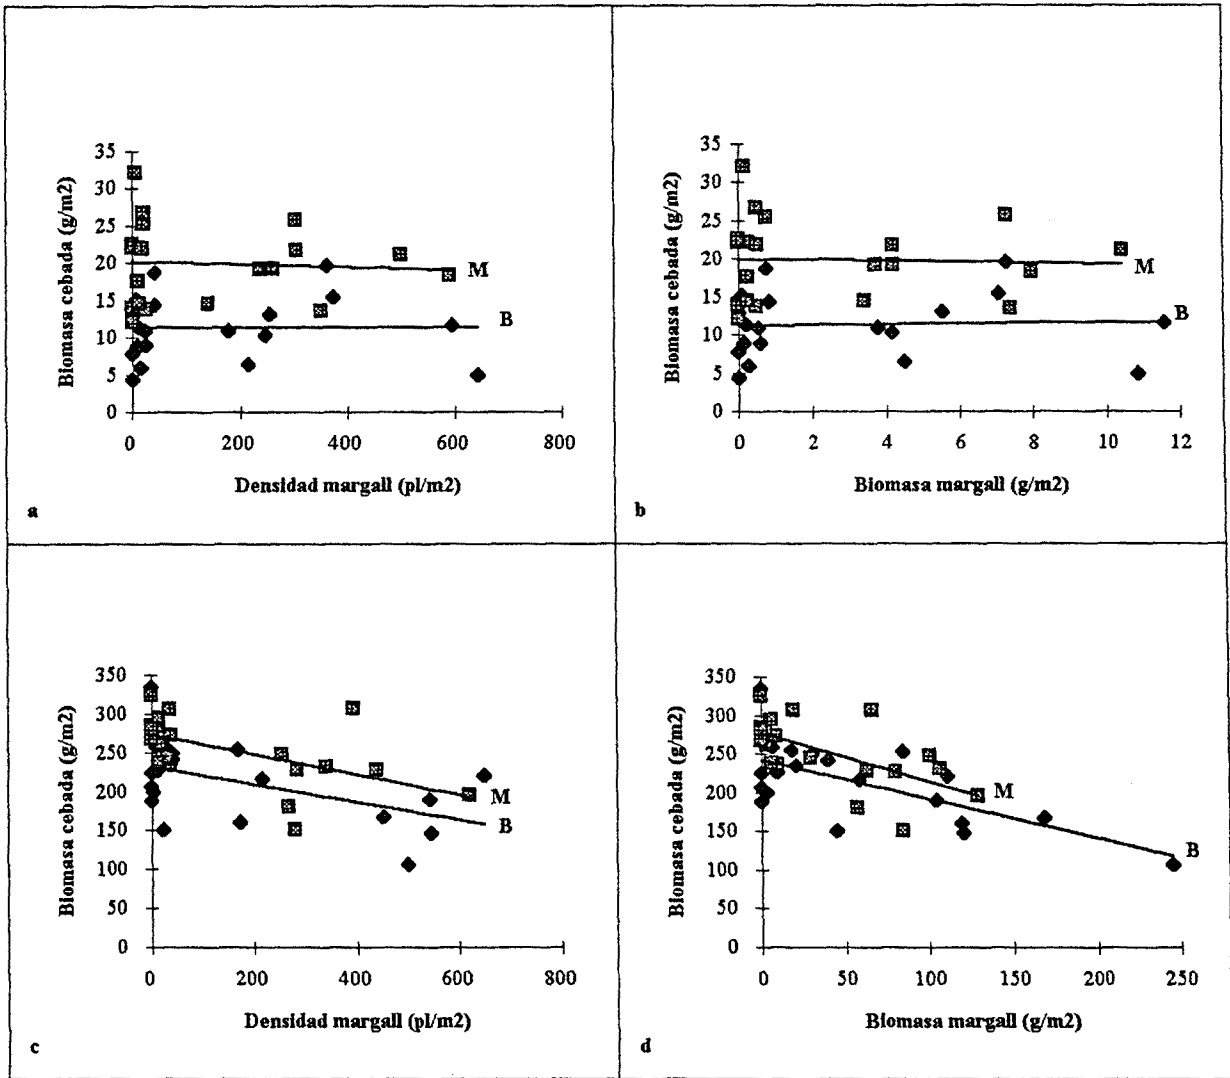 35
30
25
20
15
10
5
0
Biomasa cebada (g/m2)
M
B
0 200 400 600 800
Densidad margall (pl/m2)
a
35
30
25
20
15
10
5
0
Biomasa cebada (g/m2)
M
B
0 2 4 6 8 10 12
Biomasa margall (g/m2)
b
350
300
250
200
150
100
50
0
Biomasa cebada (g/m2)
M
B
0 200 400 600 800
Densidad margall (pl/m2)
c
350
300
250
200
150
100
50
0
Biomasa cebada (g/m2)
M
B
0 50 100 150 200 250
Biomasa margall (g/m2)
d